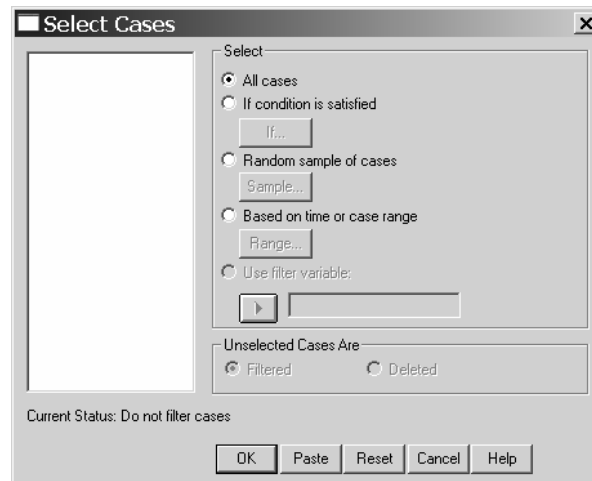 Select Cases
Select
All cases
If condition is satisfied
If...
Random sample of cases
Sample...
Based on time or case range
Range...
Use filter variable:
Unselected Cases Are
Filtered Deleted
Current Status: Do not filter cases
OK Paste Reset Cancel Help